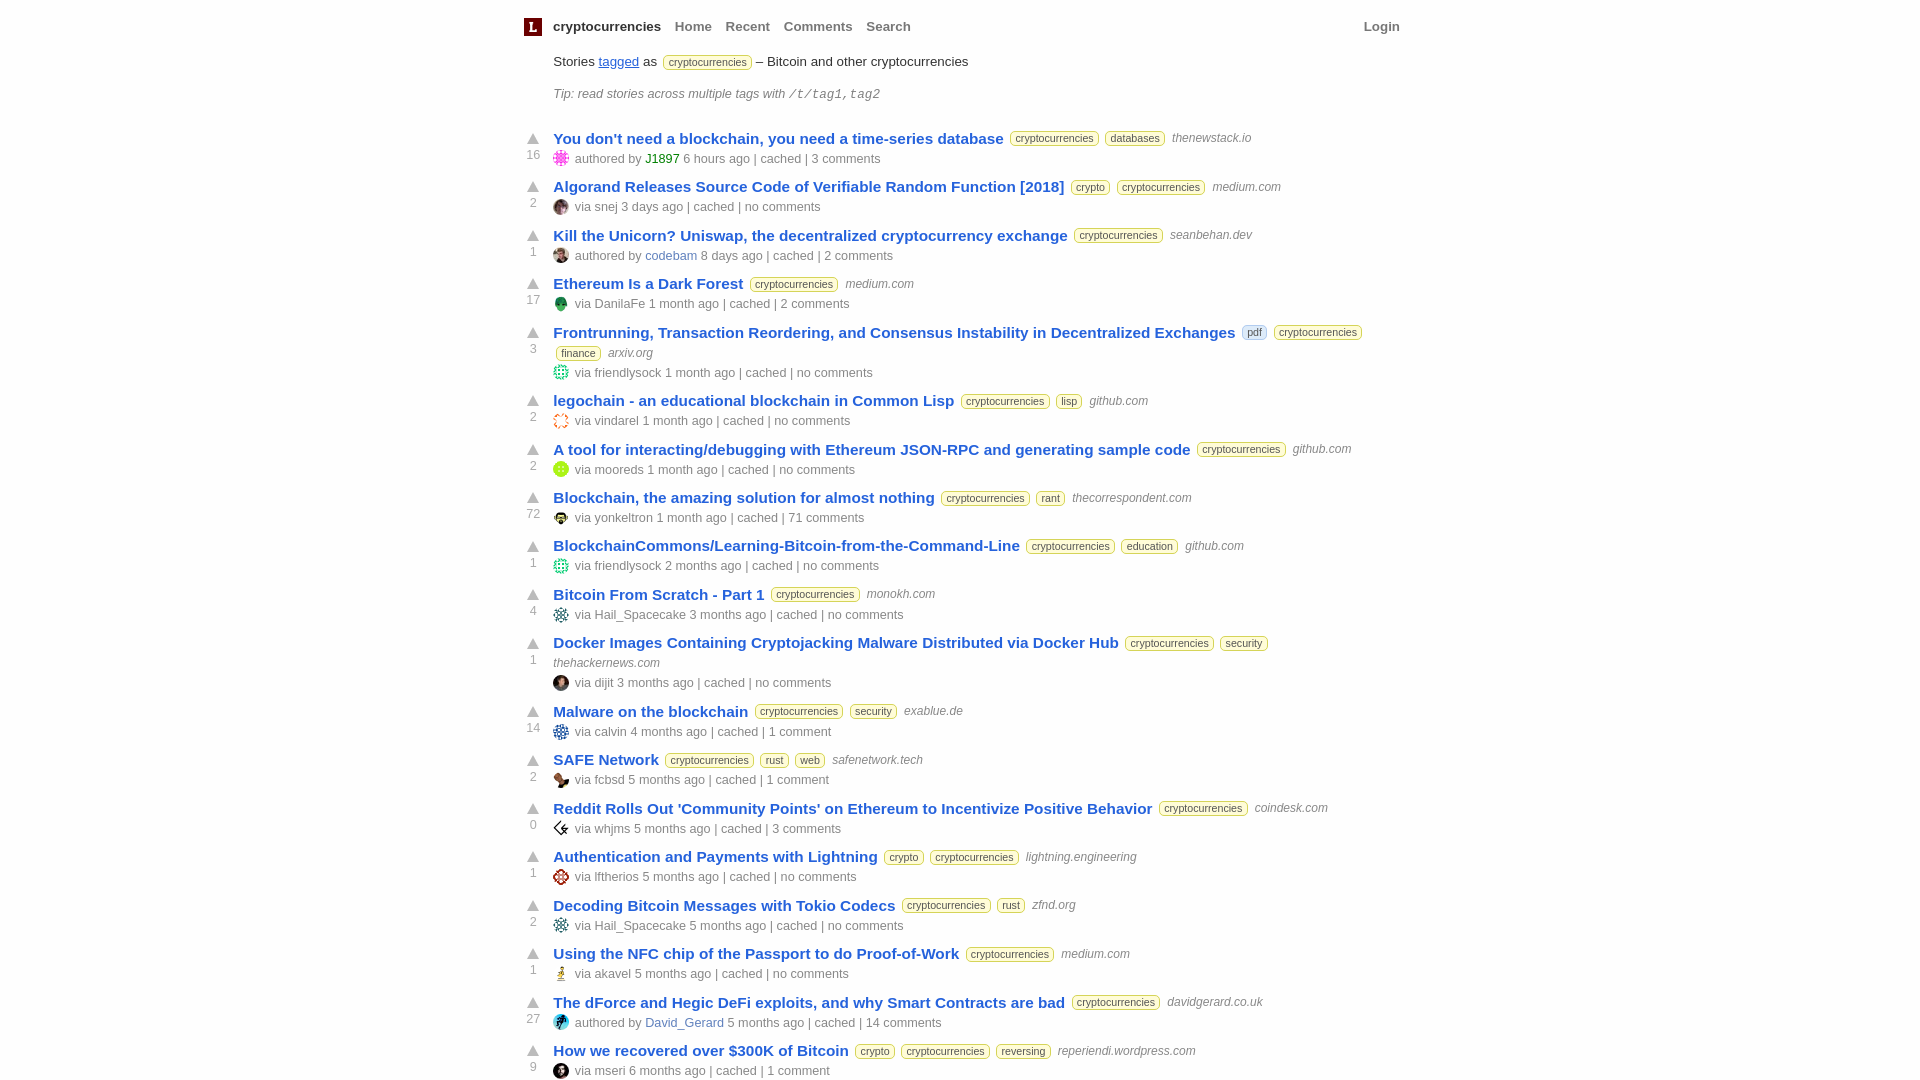 L cryptocurrencies Home Recent Comments Search Login
Stories tagged as cryptocurrencies – Bitcoin and other cryptocurrencies
Tip: read stories across multiple tags with /t/tag1,tag2
You don't need a blockchain, you need a time-series database cryptocurrencies databases thenewstack.io
16 authored by J1897 6 hours ago | cached | 3 comments
Algorand Releases Source Code of Verifiable Random Function [2018] crypto cryptocurrencies medium.com
2 via snej 3 days ago | cached | no comments
Kill the Unicorn? Uniswap, the decentralized cryptocurrency exchange cryptocurrencies seanbehan.dev
1 authored by codebam 8 days ago | cached | 2 comments
Ethereum Is a Dark Forest cryptocurrencies medium.com
17 via DanilaFe 1 month ago | cached | 2 comments
Frontrunning, Transaction Reordering, and Consensus Instability in Decentralized Exchanges pdf cryptocurrencies
3 finance arxiv.org
via friendlysock 1 month ago | cached | no comments
legochain - an educational blockchain in Common Lisp cryptocurrencies lisp github.com
2 via vindarel 1 month ago | cached | no comments
A tool for interacting/debugging with Ethereum JSON-RPC and generating sample code cryptocurrencies github.com
2 via mooreds 1 month ago | cached | no comments
Blockchain, the amazing solution for almost nothing cryptocurrencies rant thecorrespondent.com
72 via yonkeltron 1 month ago | cached | 71 comments
BlockchainCommons/Learning-Bitcoin-from-the-Command-Line cryptocurrencies education github.com
1 via friendlysock 2 months ago | cached | no comments
Bitcoin From Scratch - Part 1 cryptocurrencies monokh.com
4 via Hail_Spacecake 3 months ago | cached | no comments
Docker Images Containing Cryptojacking Malware Distributed via Docker Hub cryptocurrencies security
1 thehackernews.com
via dijit 3 months ago | cached | no comments
Malware on the blockchain cryptocurrencies security exablue.de
14 via calvin 4 months ago | cached | 1 comment
SAFE Network cryptocurrencies rust web safenetwork.tech
2 via fcbsd 5 months ago | cached | 1 comment
Reddit Rolls Out 'Community Points' on Ethereum to Incentivize Positive Behavior cryptocurrencies coindesk.com
0 via whjms 5 months ago | cached | 3 comments
Authentication and Payments with Lightning crypto cryptocurrencies lightning.engineering
1 via lftherios 5 months ago | cached | no comments
Decoding Bitcoin Messages with Tokio Codecs cryptocurrencies rust zfnd.org
2 via Hail_Spacecake 5 months ago | cached | no comments
Using the NFC chip of the Passport to do Proof-of-Work cryptocurrencies medium.com
1 via akavel 5 months ago | cached | no comments
The dForce and Hegic DeFi exploits, and why Smart Contracts are bad cryptocurrencies davidgerard.co.uk
27 authored by David_Gerard 5 months ago | cached | 14 comments
How we recovered over $300K of Bitcoin crypto cryptocurrencies reversing reperiendi.wordpress.com
9 via mseri 6 months ago | cached | 1 comment